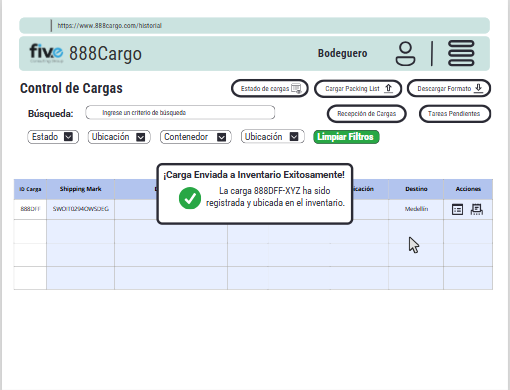 https://www.888cargo.com/historial
five
Consulting Group
888Cargo
Bodeguero
Control de Cargas
Estado de cargas
Cargar Packing List
Descargar Formato
Búsqueda:
Ingrese un criterio de búsqueda
Recepción de Cargas
Tareas Pendientes
Estado
Ubicación
Contenedor
Ubicación
Limpiar Filtros
¡Carga Enviada a Inventario Exitosamente!
La carga 888DFF-XYZ ha sido
registrada y ubicada en el inventario.
ID Carga
Shipping Mark
Destino
Acciones
888DFF
Medellín